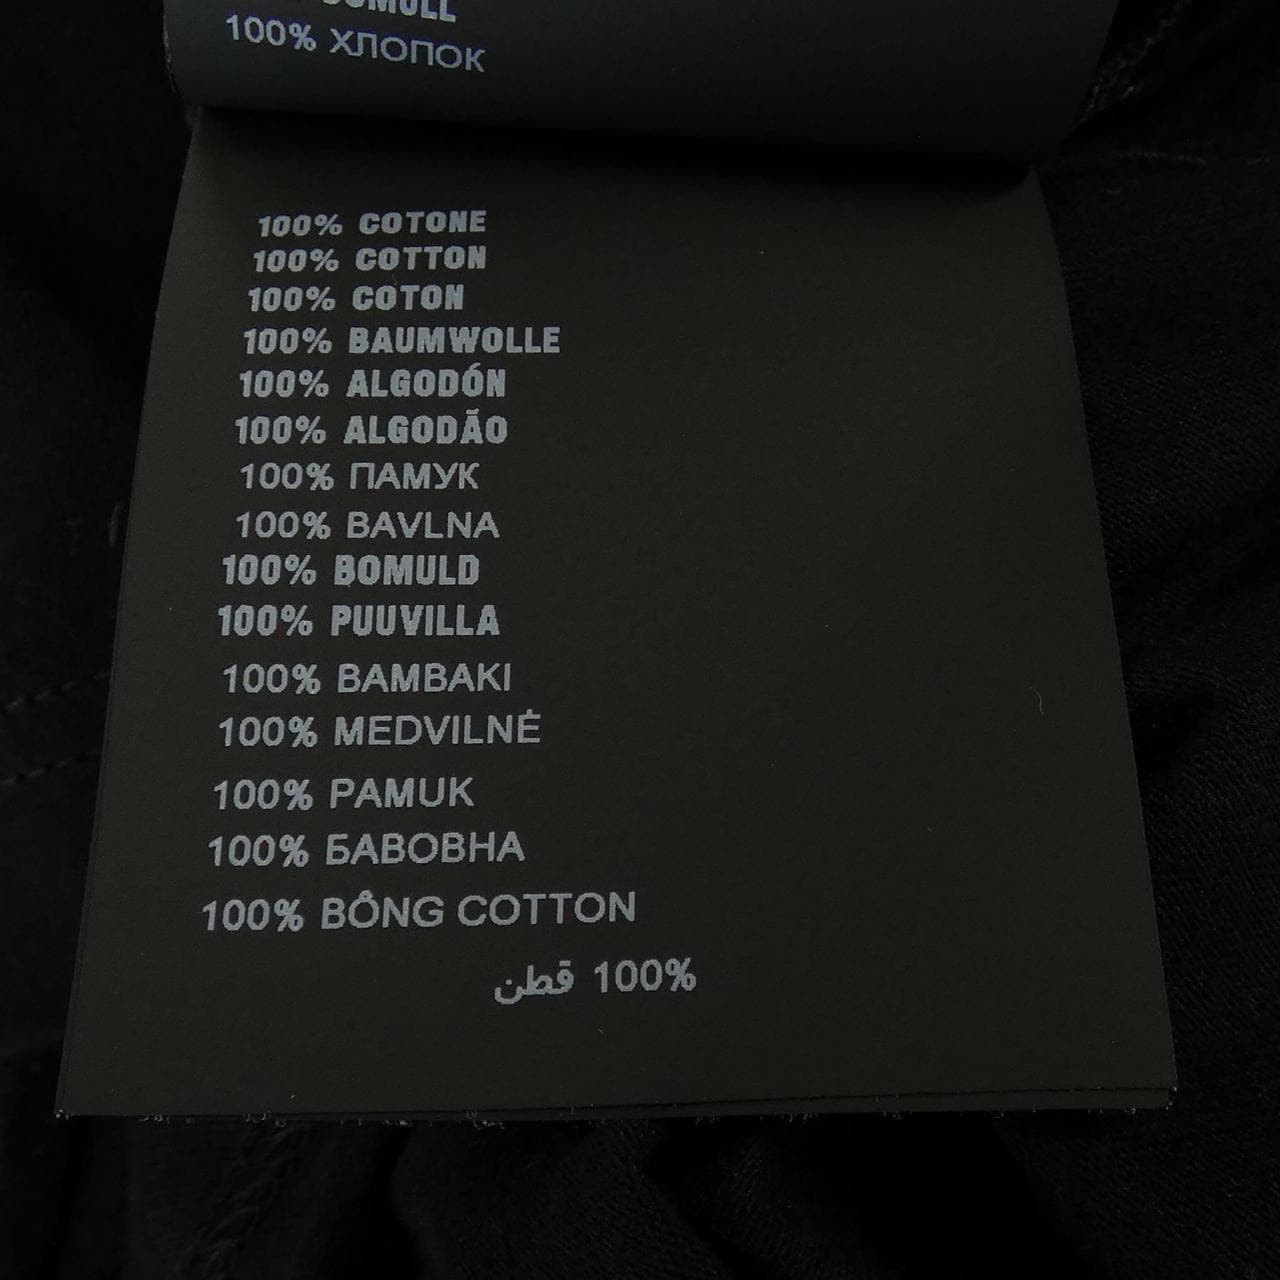 100% ХЛОПОК
100% COTONE
100% COTTON
100% COTON
100% BAUMWOLLE
100% ALGODÓN
100% ALGODÃO
100% ПАМУК
100% BAVLNA
100% BOMULD
100% PUUVILLA
100% BAMBAKI
100% MEDVILNĖ
100% PAMUK
100% БАВОВНА
100% BÔNG COTTON
100% قطن